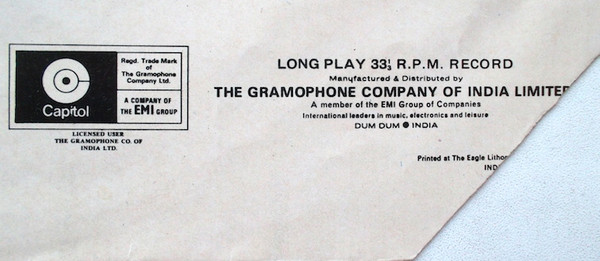 Capitol
Regd. Trade Mark
of The
Gramophone
Company Ltd.
A COMPANY OF
THE EMI GROUP
LICENSED USER
THE GRAMOPHONE CO. OF
INDIA LTD.
LONG PLAY 33⅓ R.P.M. RECORD
Manufactured & Distributed by
THE GRAMOPHONE COMPANY OF INDIA LIMITED
A member of the EMI Group of Companies
International leaders in music, electronics and leisure
DUM DUM ● INDIA
Printed at The Eagle Litho
IND